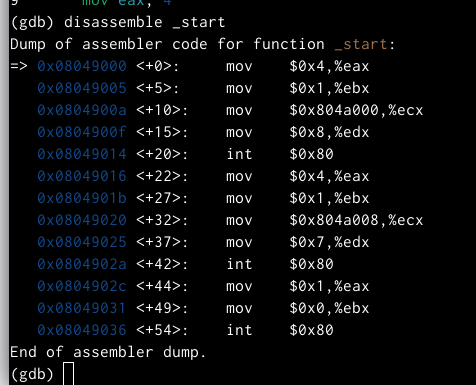 9 mov eax, 4
(gdb) disassemble _start
Dump of assembler code for function _start:
=> 0x08049000 <+0>: mov $0x4,%eax
0x08049005 <+5>: mov $0x1,%ebx
0x0804900a <+10>: mov $0x804a000,%ecx
0x0804900f <+15>: mov $0x8,%edx
0x08049014 <+20>: int $0x80
0x08049016 <+22>: mov $0x4,%eax
0x0804901b <+27>: mov $0x1,%ebx
0x08049020 <+32>: mov $0x804a008,%ecx
0x08049025 <+37>: mov $0x7,%edx
0x0804902a <+42>: int $0x80
0x0804902c <+44>: mov $0x1,%eax
0x08049031 <+49>: mov $0x0,%ebx
0x08049036 <+54>: int $0x80
End of assembler dump.
(gdb)